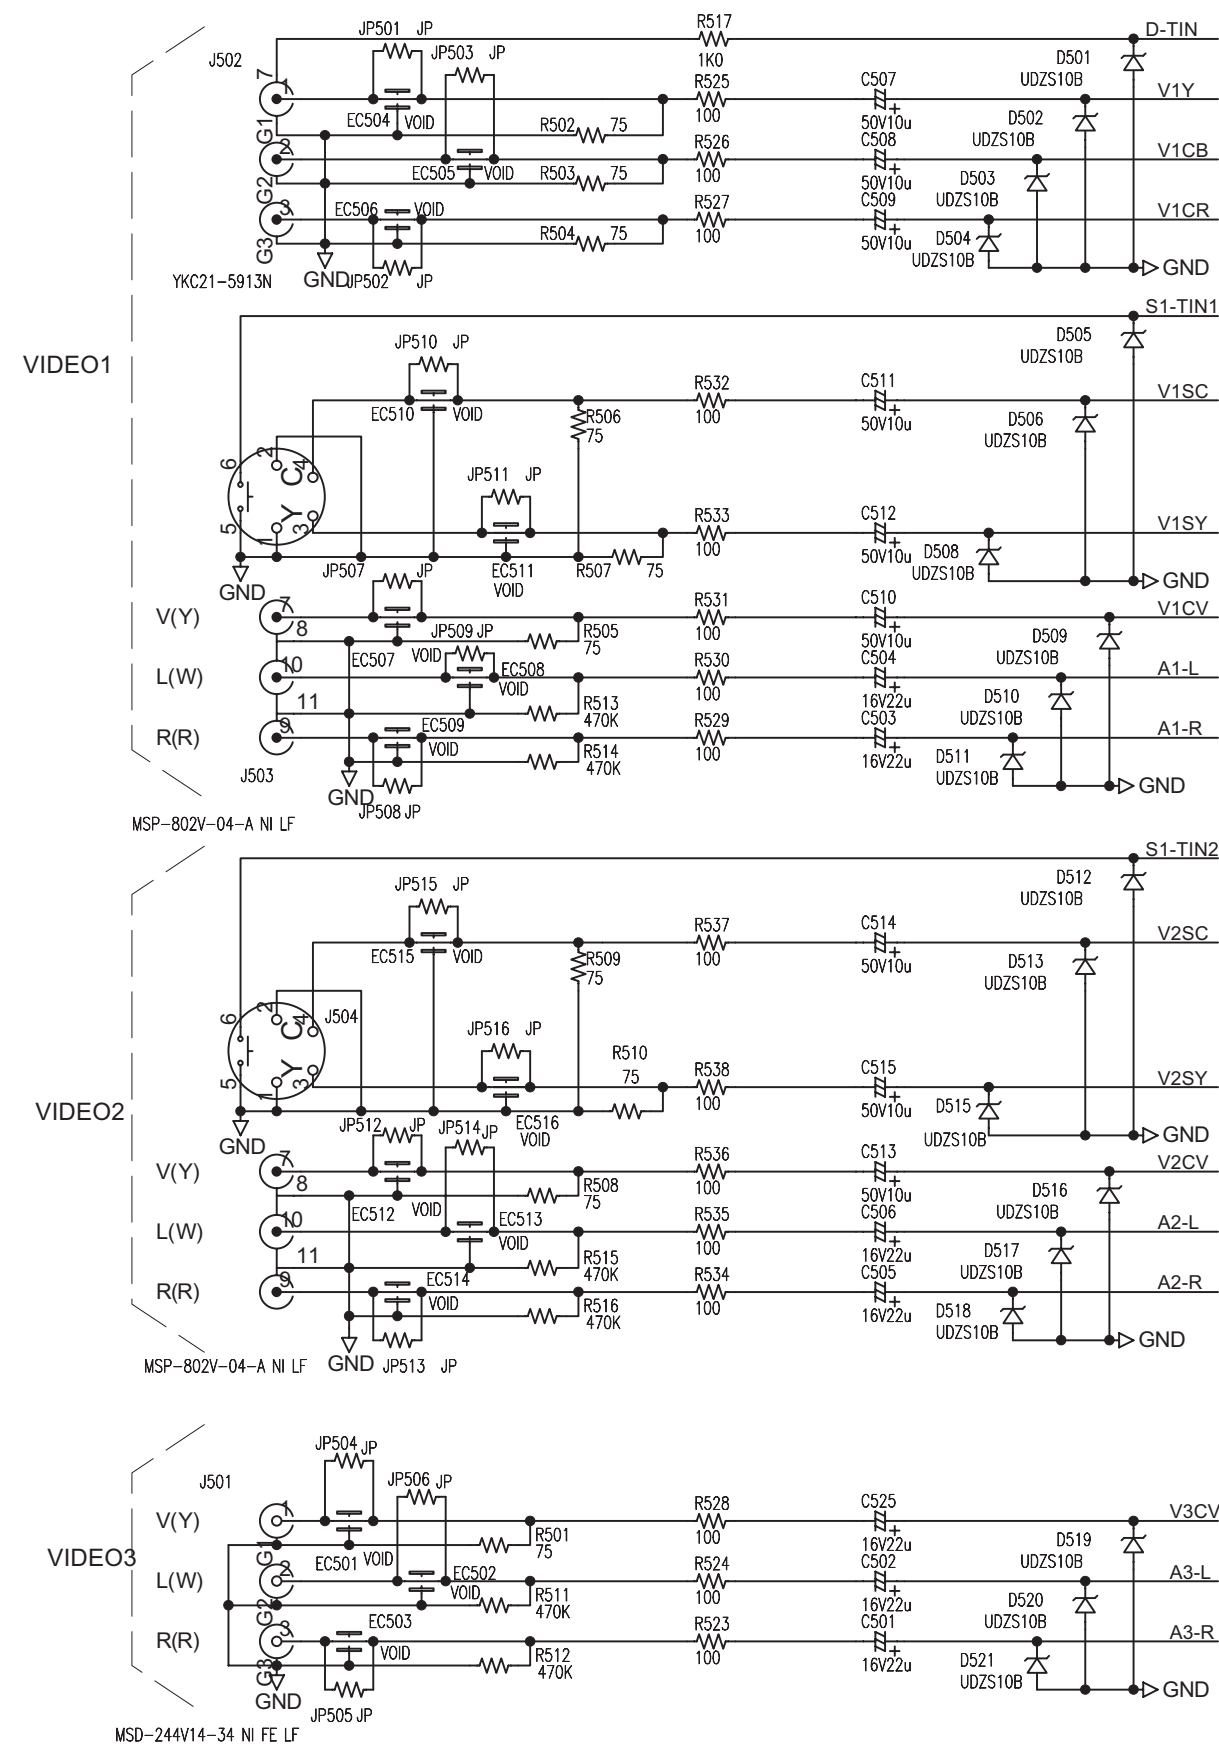 R517
D-TIN
JP501 JP
J502
JP503 JP
1K0
D501
UDZS10B
7
1
R525
C507
V1Y
EC504 VOID
100
50V10u
D502
UDZS10B
G1
R502 75
2
R526
C508
V1CB
EC505 VOID
R503 75
100
50V10u
D503
UDZS10B
G2
3
EC506 VOID
R527
C509
V1CR
R504 75
100
50V10u
D504
UDZS10B
G3
GND
JP502 JP
GND
YKC21-5913N
S1-TIN1
VIDEO1
JP510 JP
D505
UDZS10B
R532
C511
V1SC
EC510 VOID
R506
75
100
50V10u
D506
UDZS10B
6
2
C
4
JP511 JP
5
Y
1
3
R533
C512
V1SY
100
50V10u
D508
UDZS10B
GND
JP507 JP
EC511
VOID
R507 75
GND
V(Y)
7
8
R531
C510
V1CV
EC507 VOID
JP509 JP
R505
75
100
50V10u
D509
UDZS10B
L(W)
10
11
EC508
VOID
R530
C504
A1-L
R513
470K
100
16V22u
D510
UDZS10B
R(R)
9
EC509
VOID
R529
C503
A1-R
R514
470K
100
16V22u
D511
UDZS10B
J503
GND
JP508 JP
GND
MSP-802V-04-A NI LF
S1-TIN2
JP515 JP
D512
UDZS10B
R537
C514
V2SC
EC515 VOID
R509
75
100
50V10u
D513
UDZS10B
6
2
C
4
J504
JP516 JP
R510
75
5
Y
1
3
R538
C515
V2SY
VIDEO2
100
50V10u
D515
UDZS10B
GND
JP512 JP
JP514 JP
EC516
VOID
GND
V(Y)
7
8
R536
C513
V2CV
EC512 VOID
R508
75
100
50V10u
D516
UDZS10B
L(W)
10
11
EC513
VOID
R535
C506
A2-L
R515
470K
100
16V22u
D517
UDZS10B
R(R)
9
EC514
VOID
R534
C505
A2-R
R516
470K
100
16V22u
D518
UDZS10B
MSP-802V-04-A NI LF
GND
JP513 JP
GND
JP504 JP
J501
JP506 JP
V(Y)
1
R528
C525
V3CV
VIDEO3
G1
EC501 VOID
R501
75
100
16V22u
D519
UDZS10B
L(W)
2
EC502
VOID
R524
C502
A3-L
G2
R511
470K
100
16V22u
D520
UDZS10B
R(R)
3
EC503
VOID
R523
C501
A3-R
G3
R512
470K
100
16V22u
D521
UDZS10B
GND
JP505 JP
GND
MSD-244V14-34 NI FE LF